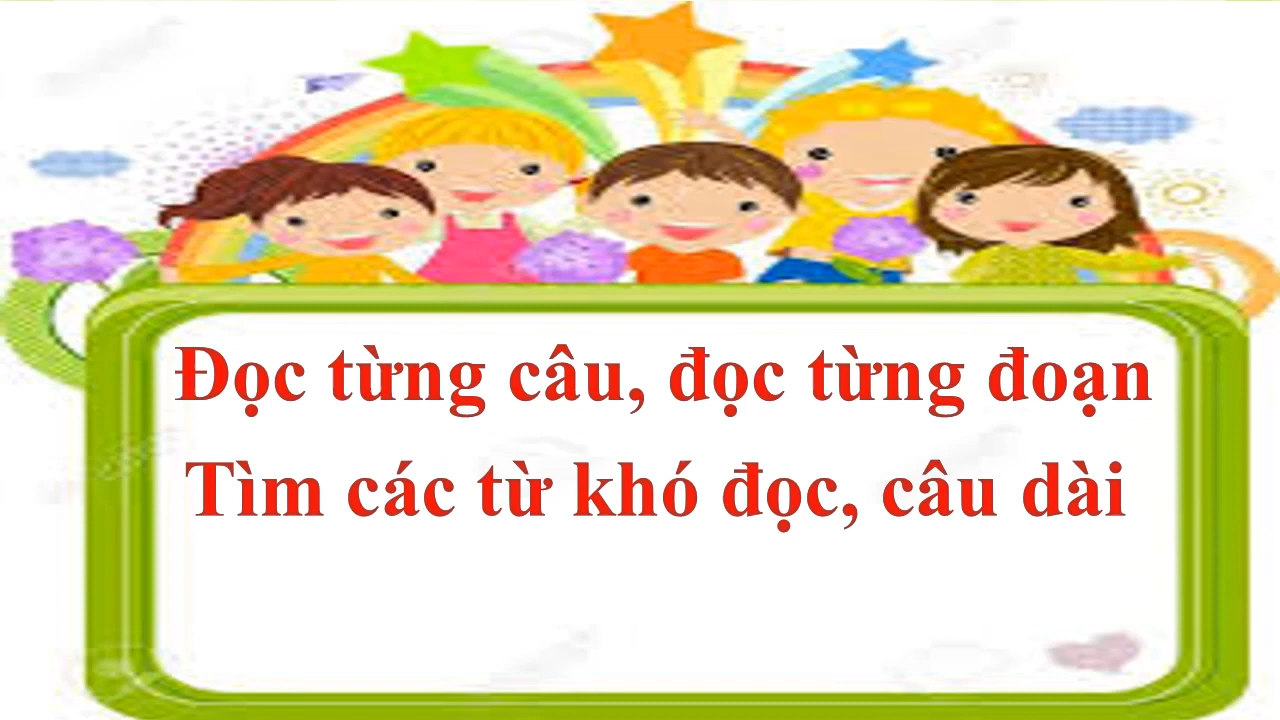 Đọc từng câu, đọc từng đoạn
Tìm các từ khó đọc, câu dài